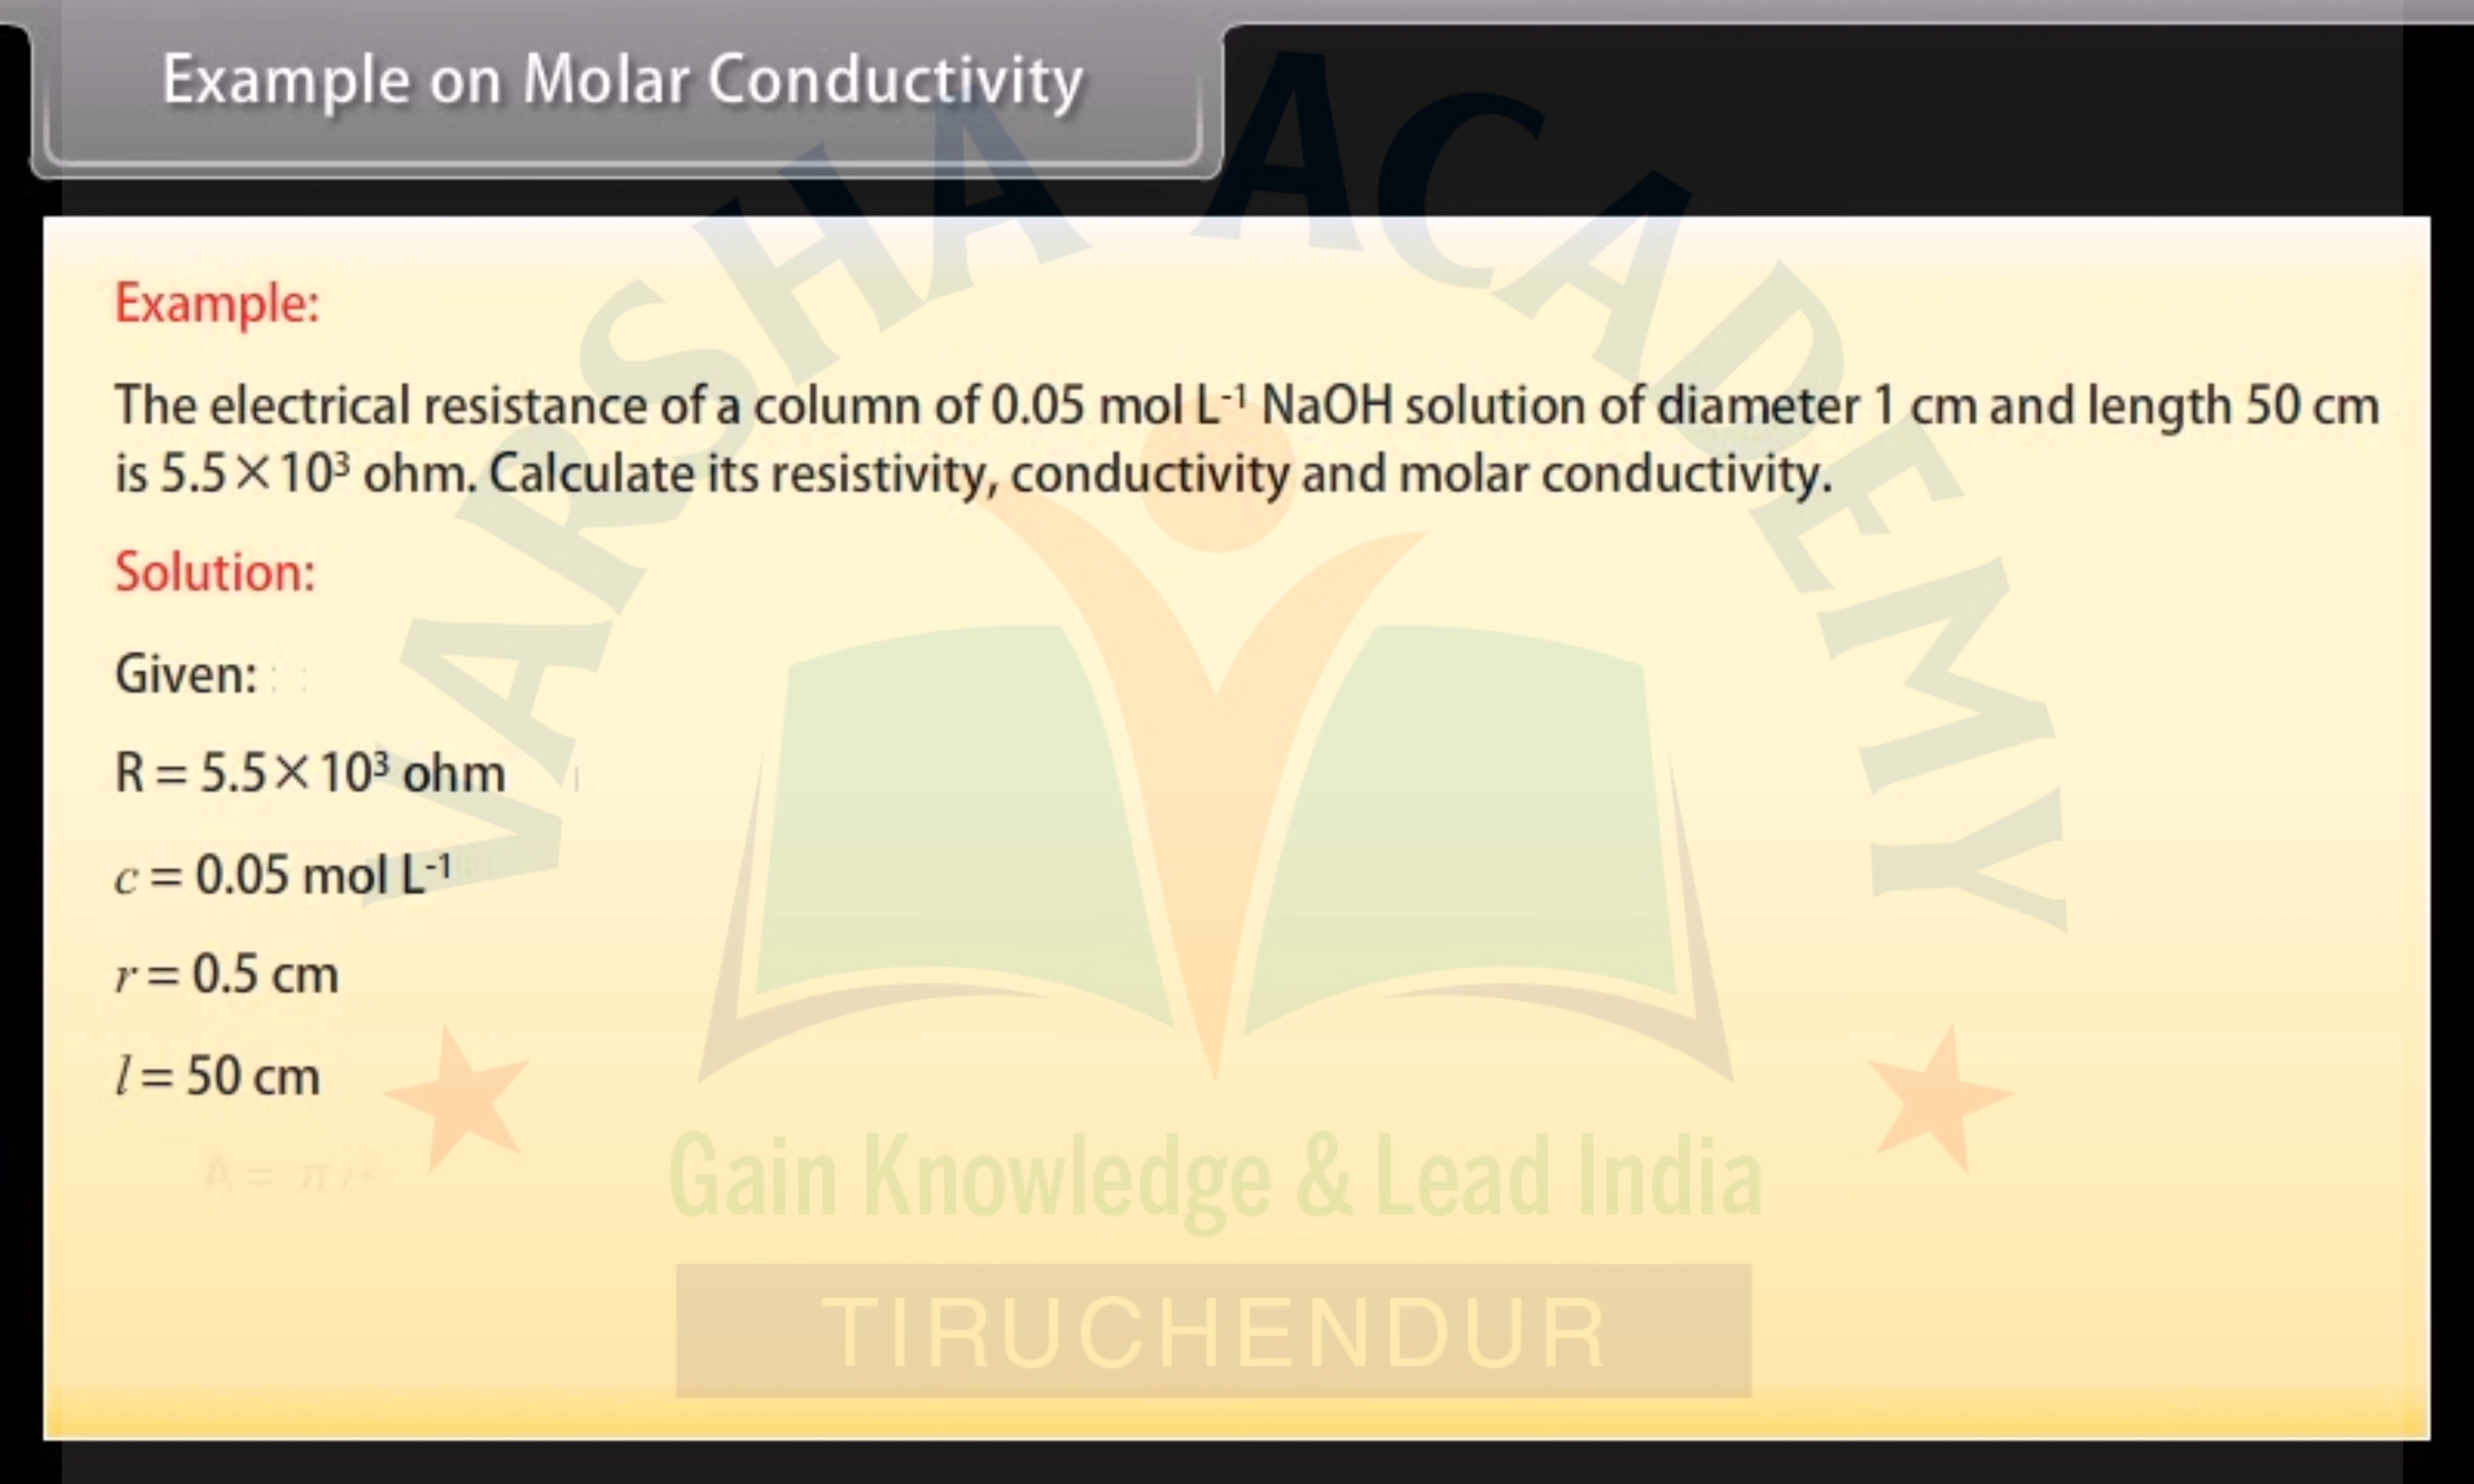 Example on Molar Conductivity
VARSHA ACADEMY
Example:
The electrical resistance of a column of 0.05 mol L⁻¹ NaOH solution of diameter 1 cm and length 50 cm
is 5.5×10³ ohm. Calculate its resistivity, conductivity and molar conductivity.
Solution:
Given:
R = 5.5×10³ ohm
c = 0.05 mol L⁻¹
r = 0.5 cm
l = 50 cm
A = πr²
Gain Knowledge & Lead India
TIRUCHENDUR